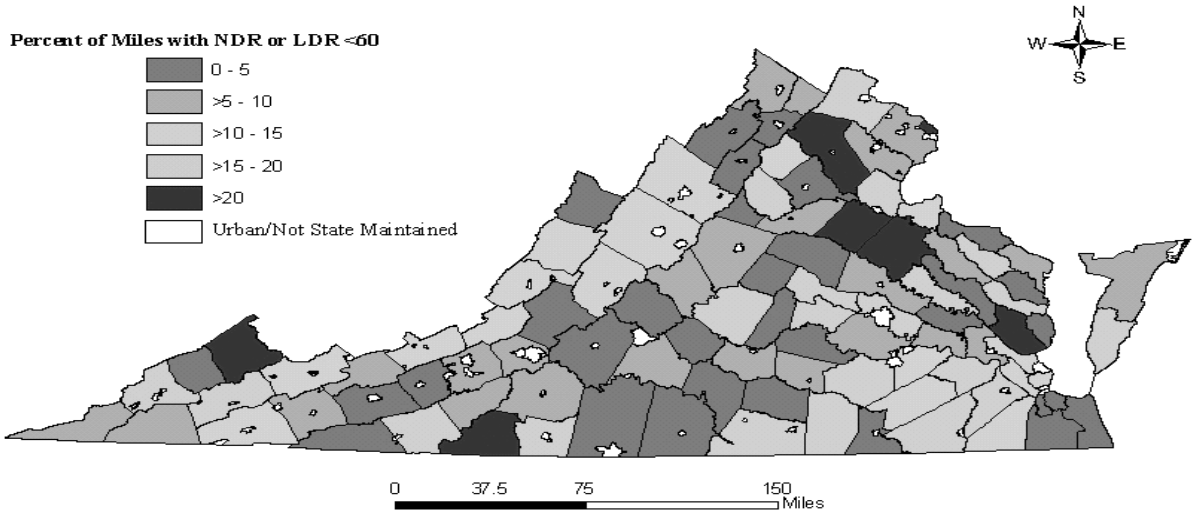 Percent of Miles with NDR or LDR <60
0 - 5
>5 - 10
>10 - 15
>15 - 20
>20
Urban/Not State Maintained
N
W E
S
0 37.5 75 150
Miles